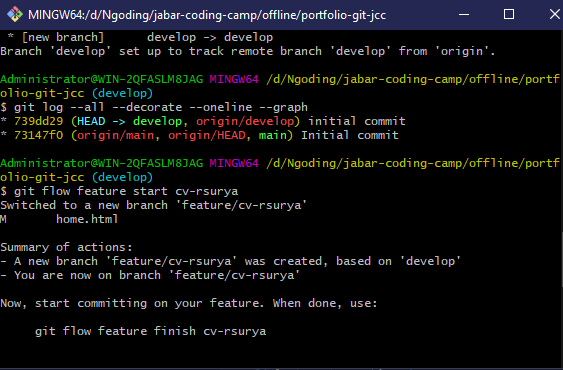 MINGW64:/d/Ngoding/jabar-coding-camp/offline/portfolio-git-jcc
* [new branch]      develop -> develop
Branch 'develop' set up to track remote branch 'develop' from 'origin'.
Administrator@WIN-2QFASLM8JAG MINGW64 /d/Ngoding/jabar-coding-camp/offline/portf
olio-git-jcc (develop)
$ git log --all --decorate --oneline --graph
* 739dd29 (HEAD -> develop, origin/develop) initial commit
* 73147f0 (origin/main, origin/HEAD, main) Initial commit
Administrator@WIN-2QFASLM8JAG MINGW64 /d/Ngoding/jabar-coding-camp/offline/portf
olio-git-jcc (develop)
$ git flow feature start cv-rsurya
Switched to a new branch 'feature/cv-rsurya'
M       home.html
Summary of actions:
- A new branch 'feature/cv-rsurya' was created, based on 'develop'
- You are now on branch 'feature/cv-rsurya'
Now, start committing on your feature. When done, use:
     git flow feature finish cv-rsurya